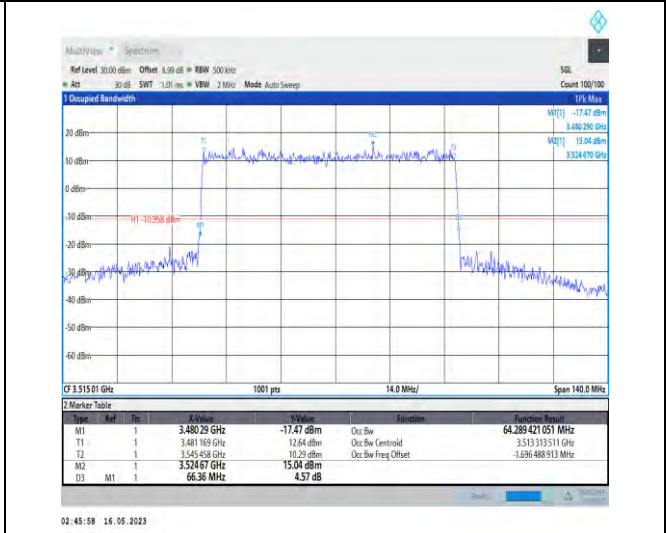 MultiView Spectrum
Ref Level 30.00 dBm Offset 8.99 dB RBW 500 kHz SGL
Att 30 dB SWT 1.01 ms VBW 2 MHz Mode Auto Sweep Count 100/100
1 Occupied Bandwidth 1Pk Max
M1[1] -17.47 dBm
3.480 290 GHz
M2[1] 15.04 dBm
3.524 670 GHz
20 dBm
T1
M2
T2
10 dBm
0 dBm
-10 dBm
H1 -10.958 dBm
M1
-20 dBm
-30 dBm
-40 dBm
-50 dBm
-60 dBm
CF 3.515 01 GHz 1001 pts 14.0 MHz/ Span 140.0 MHz
2 Marker Table
Type Ref Trc X-Value Y-Value Function Function Result
M1 1 3.480 29 GHz -17.47 dBm Occ Bw 64.289 421 051 MHz
T1 1 3.481 169 GHz 12.64 dBm Occ Bw Centroid 3.513 313 511 GHz
T2 1 3.545 458 GHz 10.29 dBm Occ Bw Freq Offset -1.696 488 913 MHz
M2 1 3.524 67 GHz 15.04 dBm
D3 M1 1 66.36 MHz 4.57 dB
Ready
02:45:58 16.05.2023